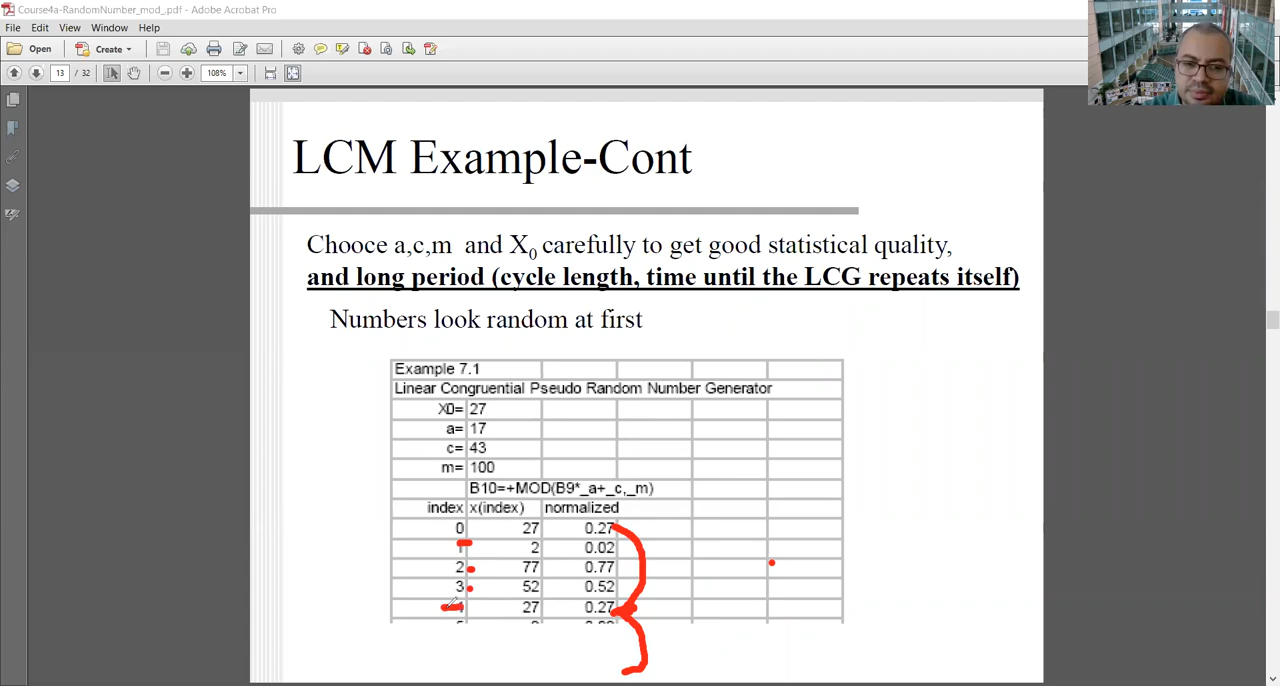 Course4a-RandomNumber_mod_.pdf - Adobe Acrobat Pro
File Edit View Window Help
Open Create
13 / 32 108%
LCM Example-Cont
Chooce a,c,m and X0 carefully to get good statistical quality,
and long period (cycle length, time until the LCG repeats itself)
Numbers look random at first
Example 7.1
Linear Congruential Pseudo Random Number Generator
X0= 27
a= 17
c= 43
m= 100
B10=+MOD(B9*_a+_c,_m)
index x(index) normalized
0 27 0.27
1 2 0.02
2 77 0.77
3 52 0.52
4 27 0.27